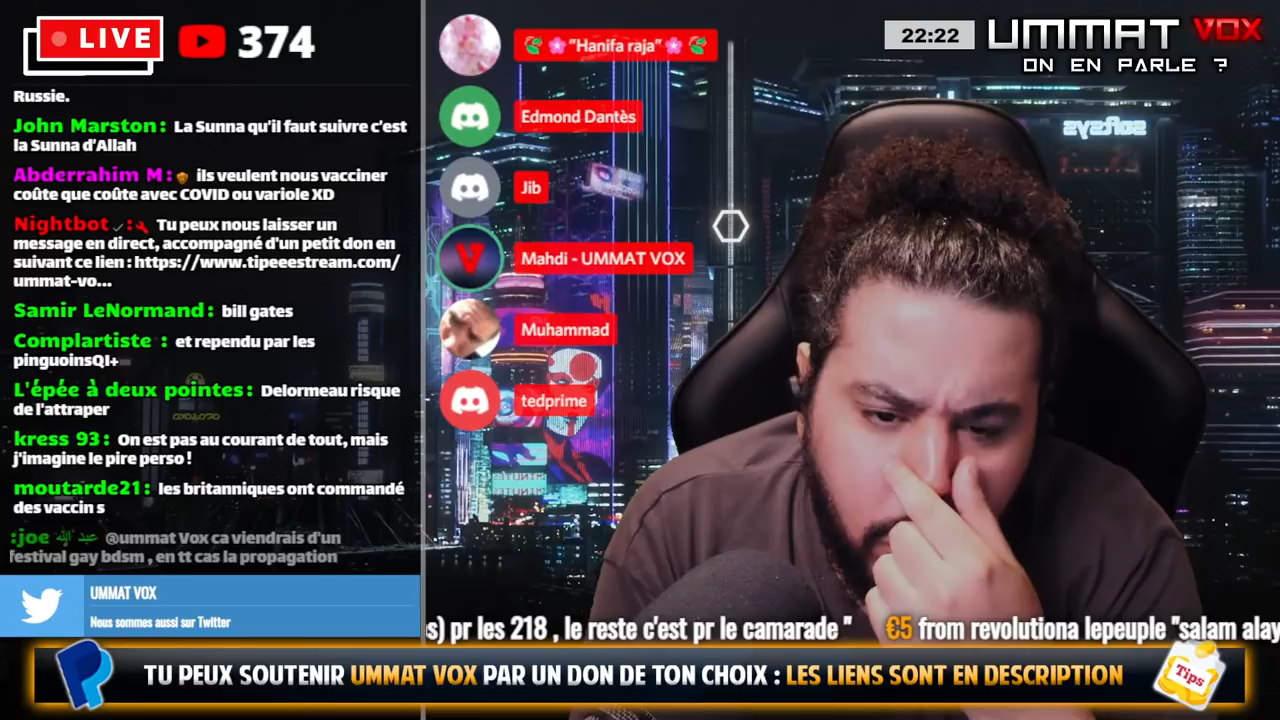 LIVE
374
Russie.
John Marston : La Sunna qu'il faut suivre c'est
la Sunna d'Allah
Abderrahim M : ils veulent nous vacciner
coûte que coûte avec COVID ou variole XD
Nightbot : Tu peux nous laisser un
message en direct, accompagné d'un petit don en
suivant ce lien : https://www.tipeeestream.com/
ummat-vo...
Samir LeNormand : bill gates
Complartiste : et rependu par les
pinguoinsQI+
L'épée à deux pointes : Delormeau risque
de l'attraper
kress 93 : On est pas au courant de tout, mais
j'imagine le pire perso !
moutarde21 : les britanniques ont commandé
des vaccin s
:joe عبد الله @ummat Vox ca viendrais d'un
festival gay bdsm , en tt cas la propagation
UMMAT VOX
Nous sommes aussi sur Twitter
"Hanifa raja"
Edmond Dantès
Jib
Mahdi - UMMAT VOX
Muhammad
tedprime
22:22
UMMAT VOX
ON EN PARLE ?
s) pr les 218 , le reste c'est pr le camarade " €5 from revolutiona lepeuple "salam alay
TU PEUX SOUTENIR UMMAT VOX PAR UN DON DE TON CHOIX : LES LIENS SONT EN DESCRIPTION
Tips